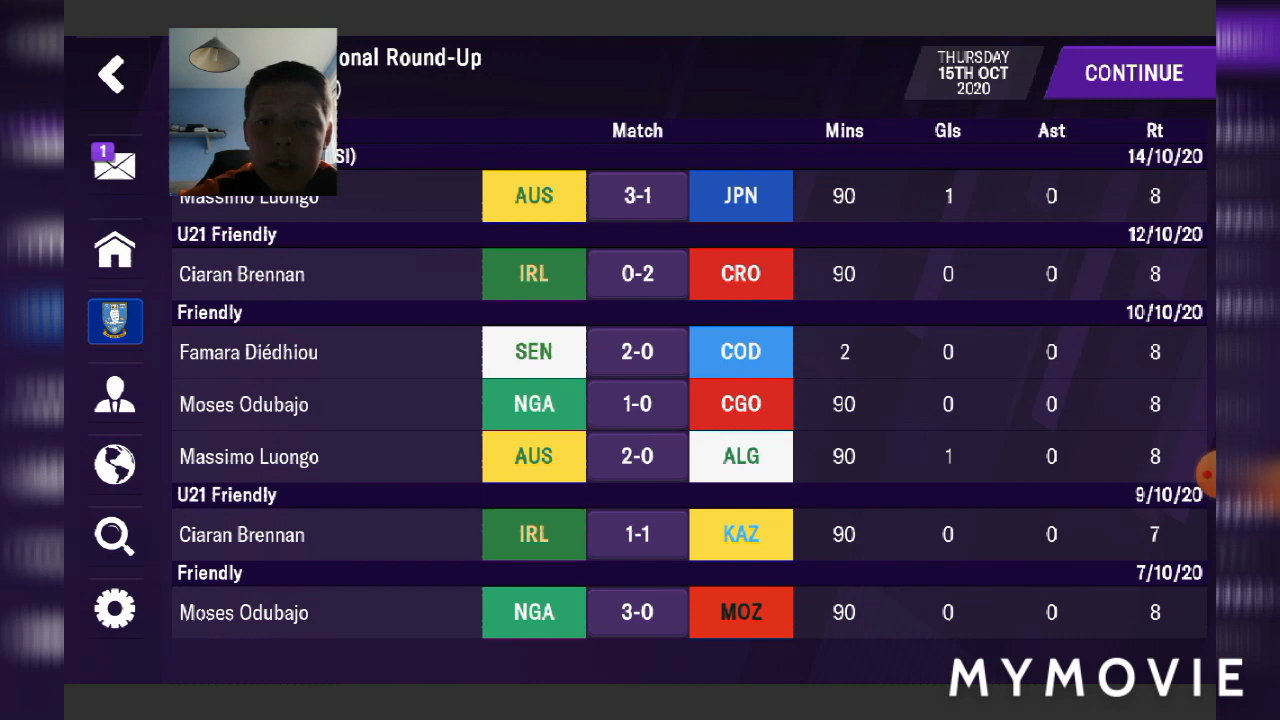 onal Round-Up
THURSDAY
15TH OCT
2020
CONTINUE
1
)
Match Mins Gls Ast Rt
SI) 14/10/20
Massimo Luongo AUS 3-1 JPN 90 1 0 8
U21 Friendly 12/10/20
Ciaran Brennan IRL 0-2 CRO 90 0 0 8
Friendly 10/10/20
Famara Diédhiou SEN 2-0 COD 2 0 0 8
Moses Odubajo NGA 1-0 CGO 90 0 0 8
Massimo Luongo AUS 2-0 ALG 90 1 0 8
U21 Friendly 9/10/20
Ciaran Brennan IRL 1-1 KAZ 90 0 0 7
Friendly 7/10/20
Moses Odubajo NGA 3-0 MOZ 90 0 0 8
MYMOVIE